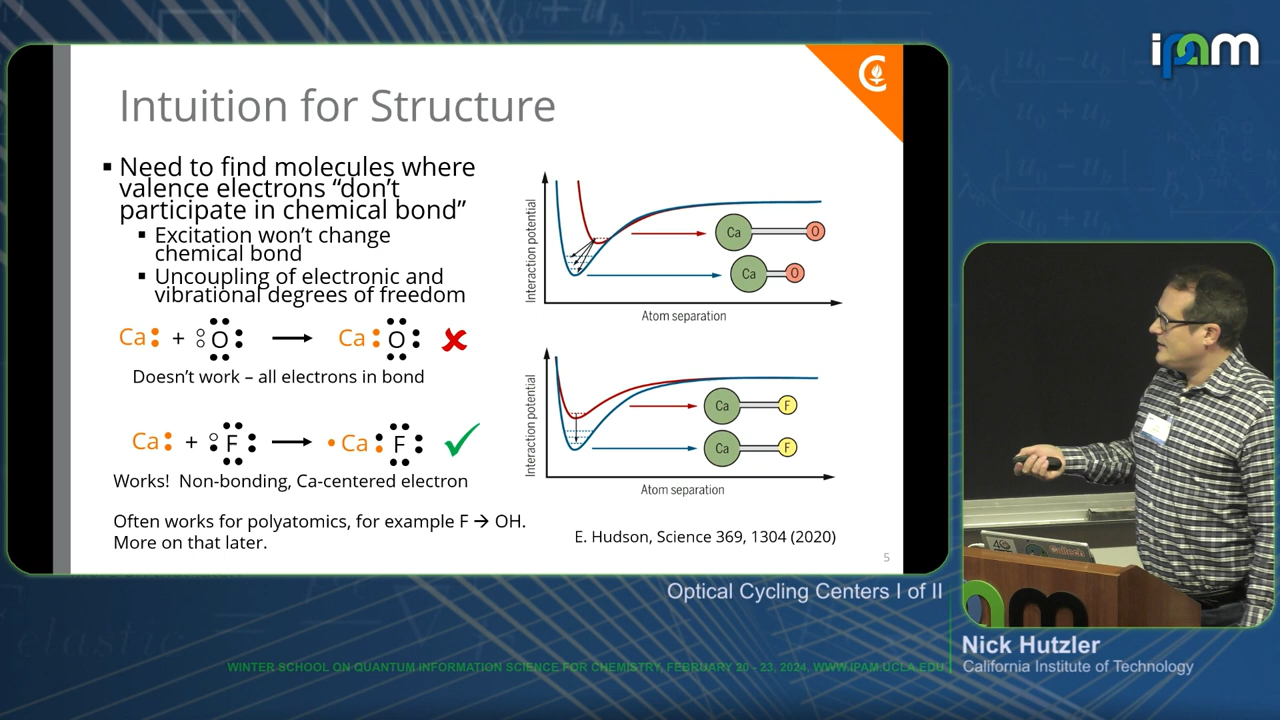 ipam
Intuition for Structure
▪ Need to find molecules where
valence electrons “don’t
participate in chemical bond”
▪ Excitation won’t change
chemical bond
▪ Uncoupling of electronic and
vibrational degrees of freedom
Ca + O → Ca O ✘
Doesn’t work – all electrons in bond
Ca + F → Ca F ✓
Works! Non-bonding, Ca-centered electron
Often works for polyatomics, for example F → OH.
More on that later.
Interaction potential
Ca O
Ca O
Atom separation
Interaction potential
Ca F
Ca F
Atom separation
E. Hudson, Science 369, 1304 (2020)
5
Optical Cycling Centers I of II
Nick Hutzler
California Institute of Technology
WINTER SCHOOL ON QUANTUM INFORMATION SCIENCE FOR CHEMISTRY, FEBRUARY 20 - 23, 2024, WWW.IPAM.UCLA.EDU
elastic